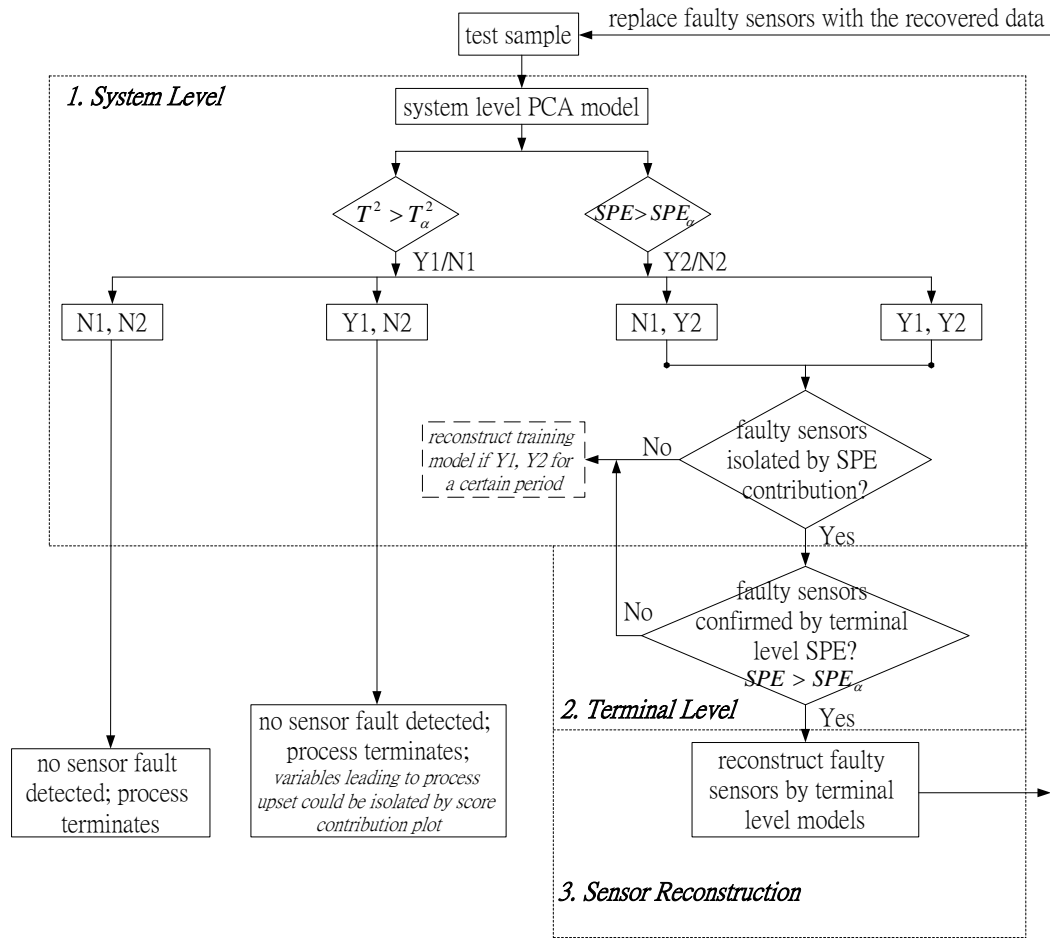 replace faulty sensors with the recovered data
test sample
1. System Level
system level PCA model
T² > T²α
SPE> SPEα
Y1/N1
Y2/N2
N1, N2
Y1, N2
N1, Y2
Y1, Y2
reconstruct training
model if Y1, Y2 for
a certain period
No
faulty sensors
isolated by SPE
contribution?
Yes
No
faulty sensors
confirmed by terminal
level SPE?
SPE > SPEα
2. Terminal Level
Yes
no sensor fault
detected; process
terminates
no sensor fault detected;
process terminates;
variables leading to process
upset could be isolated by score
contribution plot
reconstruct faulty
sensors by terminal
level models
3. Sensor Reconstruction